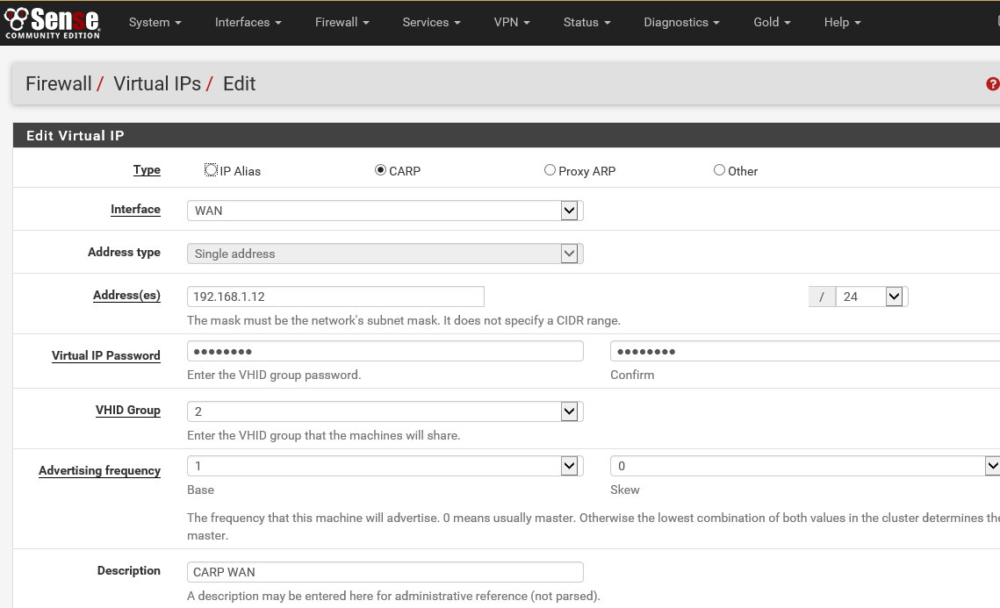 Sense
COMMUNITY EDITION
System Interfaces Firewall Services VPN Status Diagnostics Gold Help
Firewall / Virtual IPs / Edit
?
Edit Virtual IP
Type IP Alias CARP Proxy ARP Other
Interface WAN
Address type Single address
Address(es) 192.168.1.12 / 24
The mask must be the network's subnet mask. It does not specify a CIDR range.
Virtual IP Password ●●●●●●●● ●●●●●●●●
Enter the VHID group password. Confirm
VHID Group 2
Enter the VHID group that the machines will share.
Advertising frequency 1 0
Base Skew
The frequency that this machine will advertise. 0 means usually master. Otherwise the lowest combination of both values in the cluster determines the
master.
Description CARP WAN
A description may be entered here for administrative reference (not parsed).